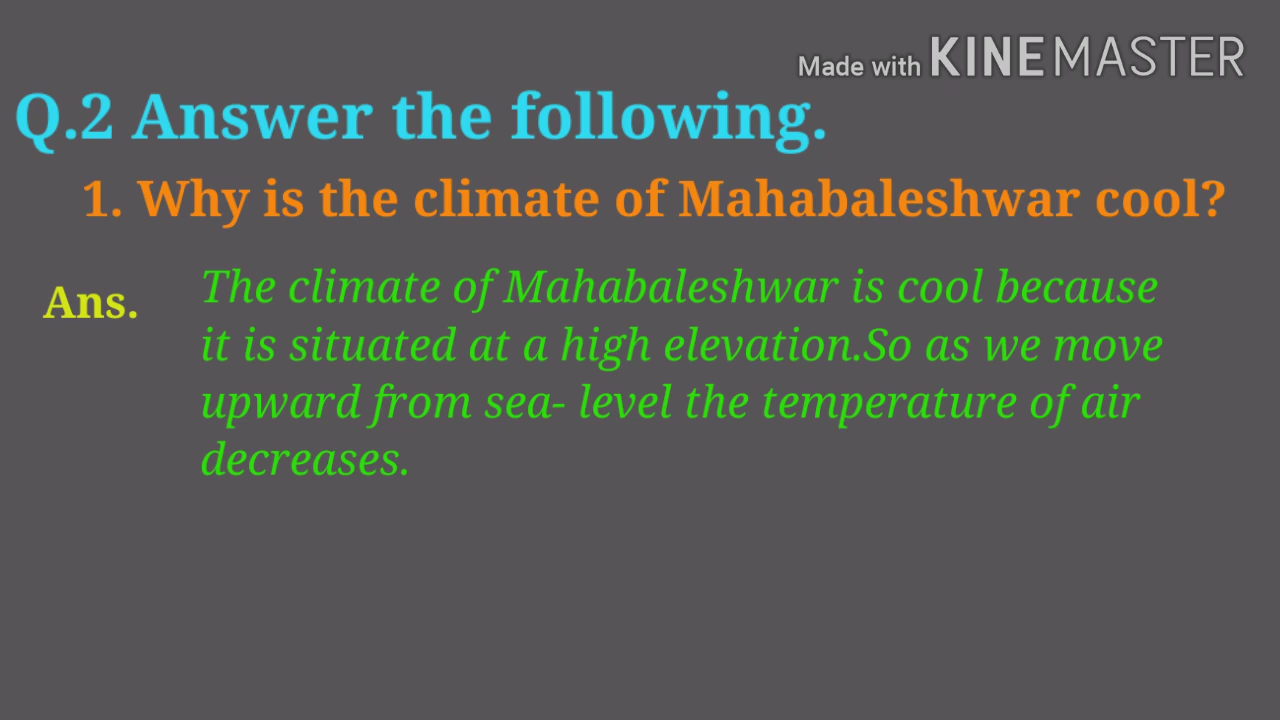 Made with KINEMASTER
Q.2 Answer the following.
1. Why is the climate of Mahabaleshwar cool?
Ans.
The climate of Mahabaleshwar is cool because
it is situated at a high elevation.So as we move
upward from sea- level the temperature of air
decreases.